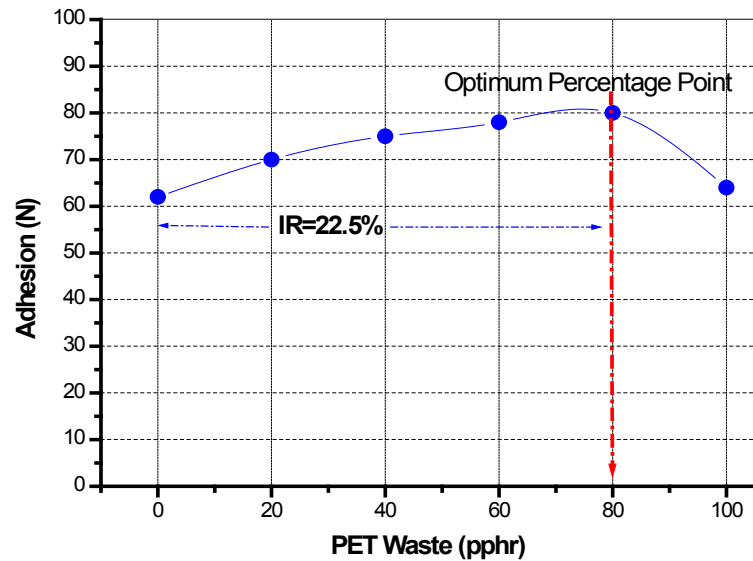 100
90
Optimum Percentage Point
80
70
60
IR=22.5%
50
40
30
20
10
0
Adhesion (N)
0 20 40 60 80 100
PET Waste (pphr)